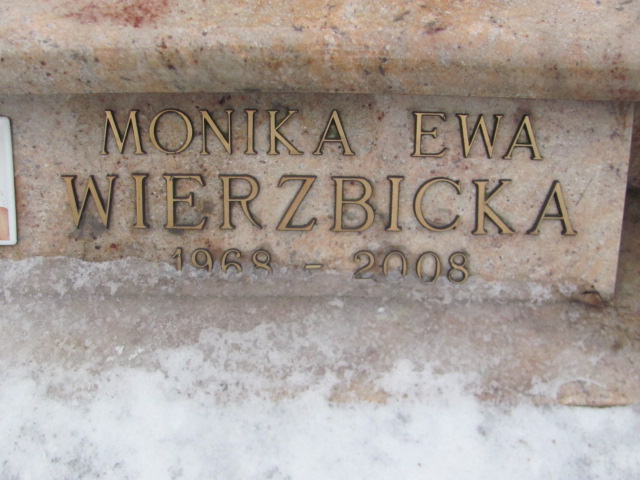 MONIKA EWA
WIERZBICKA
1968 - 2008